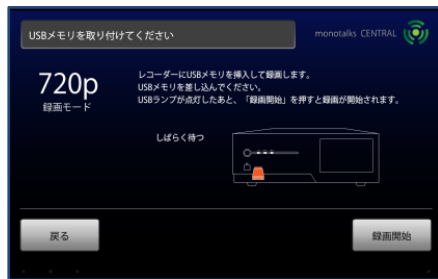 USBメモリを取り付けてください
monotalks CENTRAL
720p
録画モード
レコーダーにUSBメモリを挿入して録画します。
USBメモリを差し込んでください。
USBランプが点灯したあと、「録画開始」を押すと録画が開始されます。
しばらく待つ
戻る
録画開始